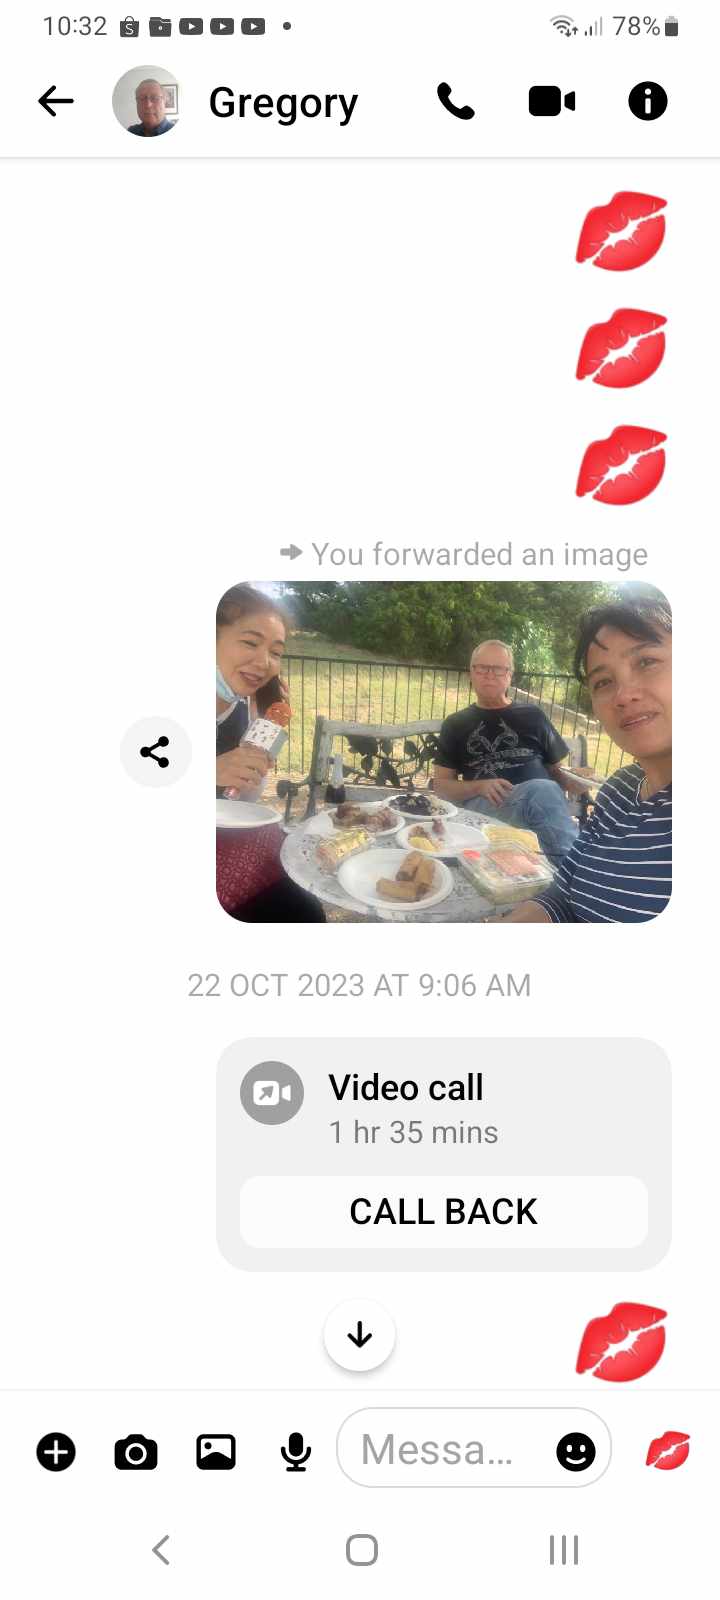 10:32
78%
Gregory
You forwarded an image
22 OCT 2023 AT 9:06 AM
Video call
1 hr 35 mins
CALL BACK
Messa...